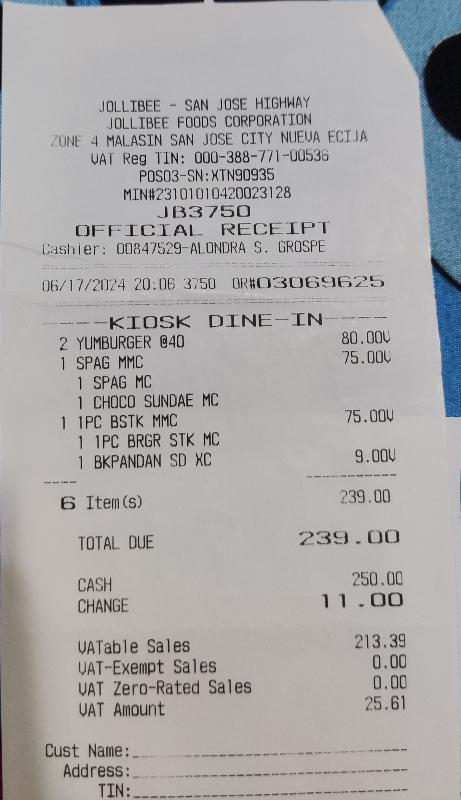 JOLLIBEE - SAN JOSE HIGHWAY
JOLLIBEE FOODS CORPORATION
ZONE 4 MALASIN SAN JOSE CITY NUEVA ECIJA
VAT Reg TIN: 000-388-771-00536
POS03-SN:XTN90935
MIN#23101010420023128
JB3750
OFFICIAL RECEIPT
Cashier: 00847529-ALONDRA S. GROSPE
06/17/2024 20:06 3750 OR#03069625
-----KIOSK DINE-IN-----
2 YUMBURGER @40 80.00V
1 SPAG MMC 75.00V
1 SPAG MC
1 CHOCO SUNDAE MC
1 1PC BSTK MMC 75.00V
1 1PC BRGR STK MC
1 BKPANDAN SD XC 9.00V
6 Item(s) 239.00
TOTAL DUE 239.00
CASH 250.00
CHANGE 11.00
VATable Sales 213.39
VAT-Exempt Sales 0.00
VAT Zero-Rated Sales 0.00
VAT Amount 25.61
Cust Name:
Address:
TIN: